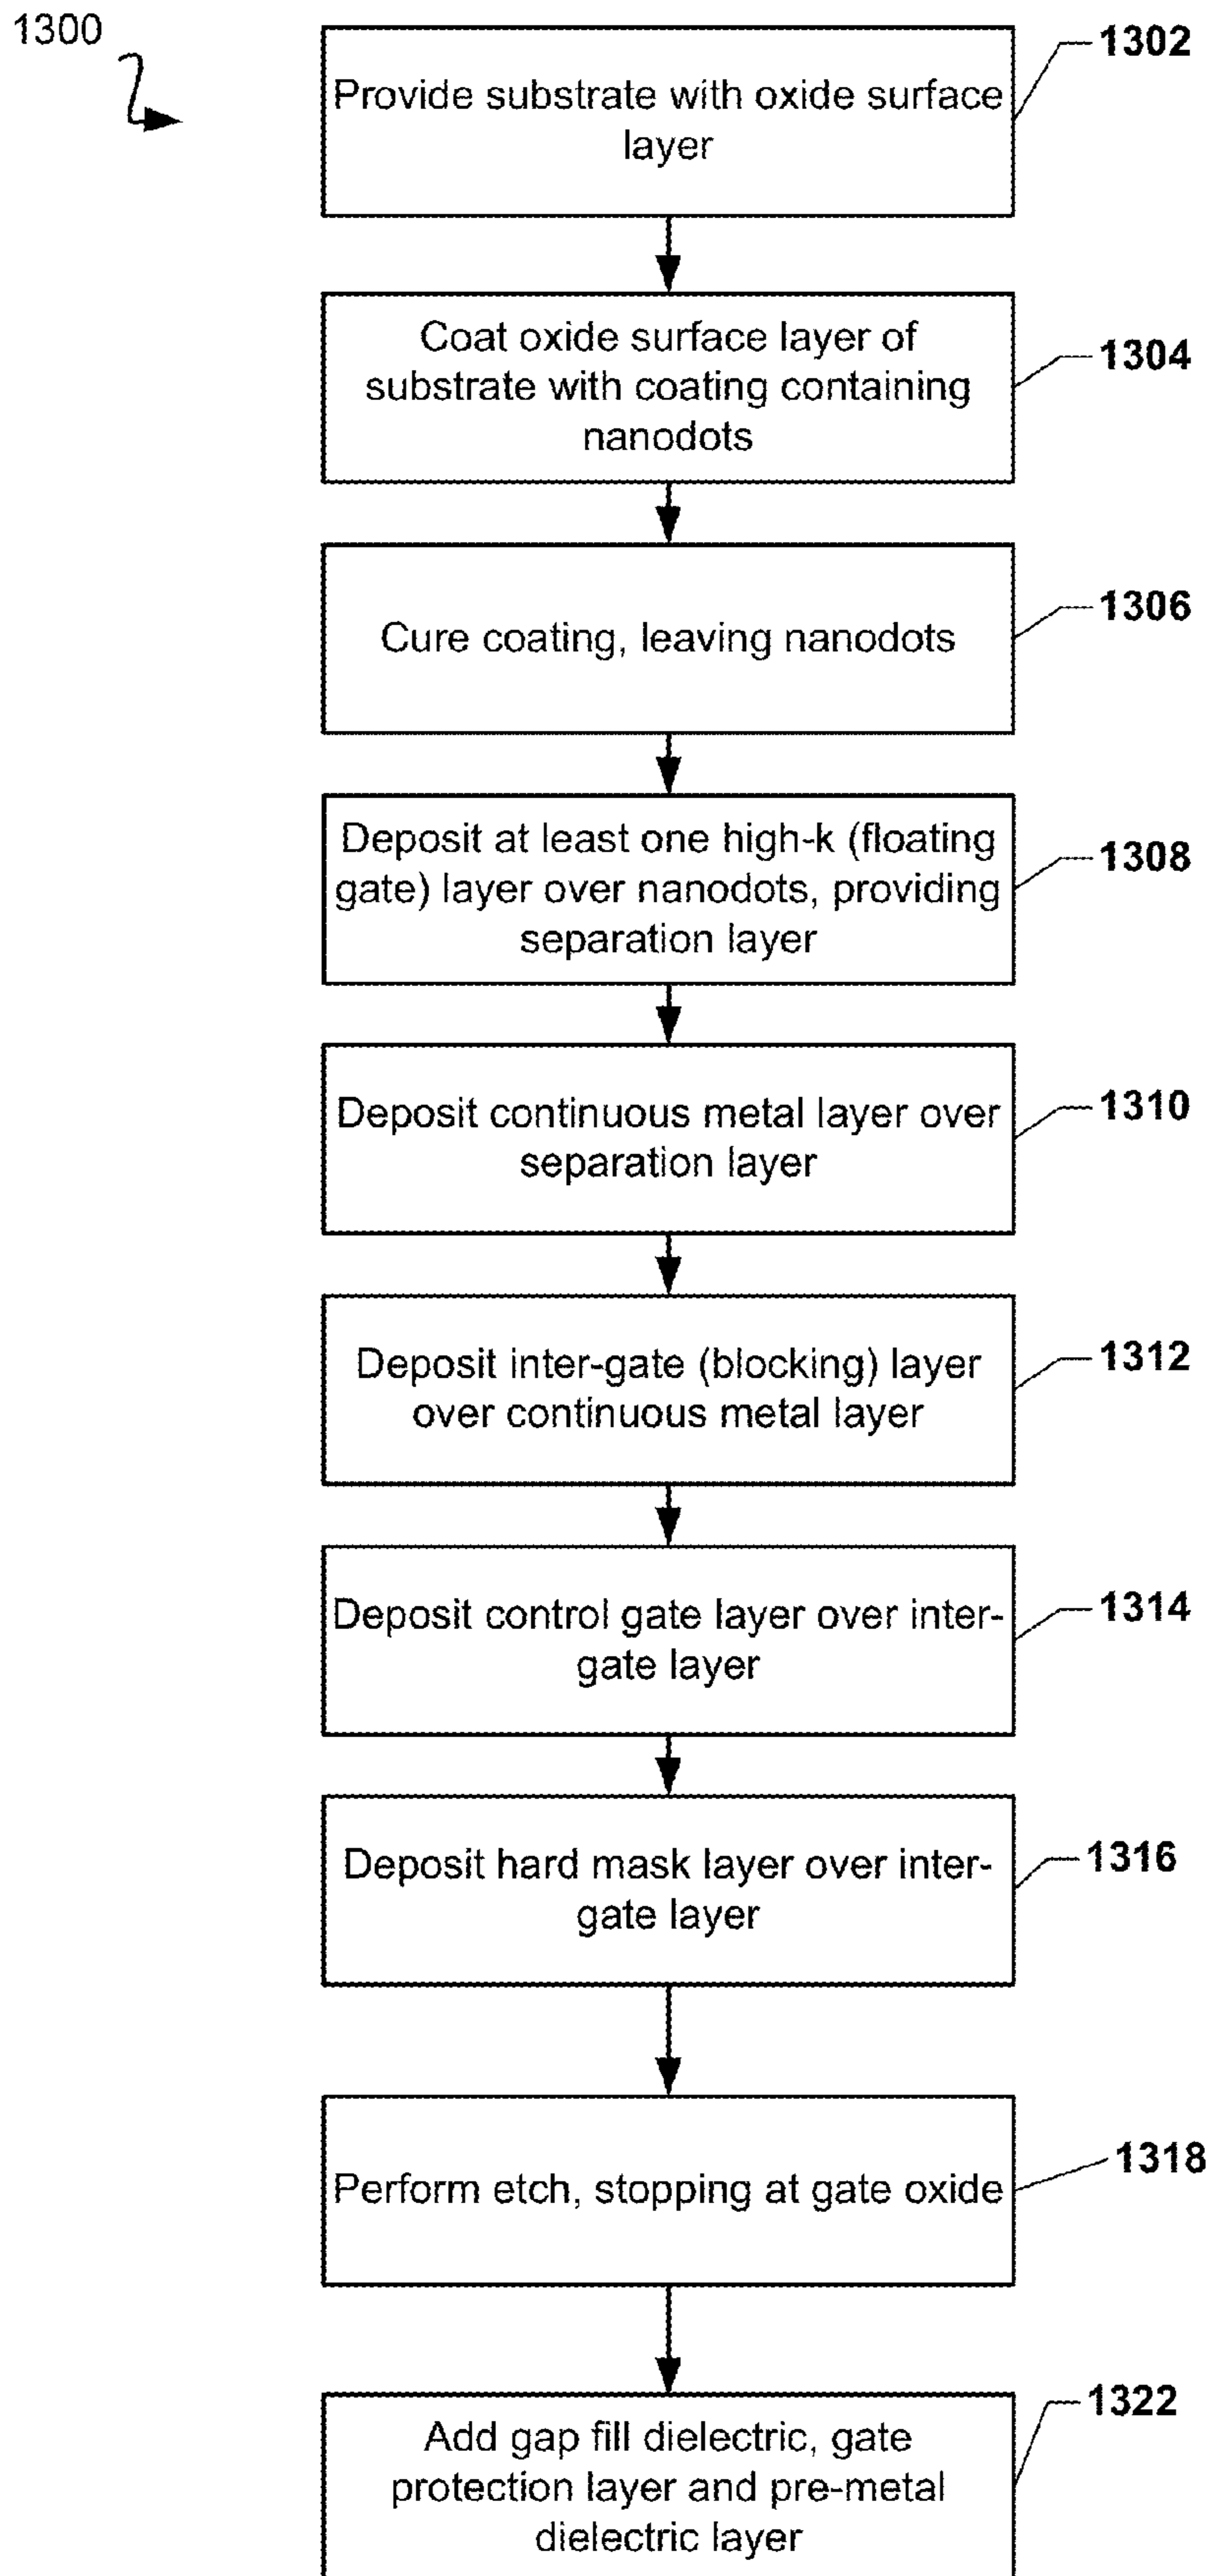 1300
Provide substrate with oxide surface
layer
1302
Coat oxide surface layer of
substrate with coating containing
nanodots
1304
Cure coating, leaving nanodots
1306
Deposit at least one high-k (floating
gate) layer over nanodots, providing
separation layer
1308
Deposit continuous metal layer over
separation layer
1310
Deposit inter-gate (blocking) layer
over continuous metal layer
1312
Deposit control gate layer over inter-
gate layer
1314
Deposit hard mask layer over inter-
gate layer
1316
Perform etch, stopping at gate oxide
1318
Add gap fill dielectric, gate
protection layer and pre-metal
dielectric layer
1322